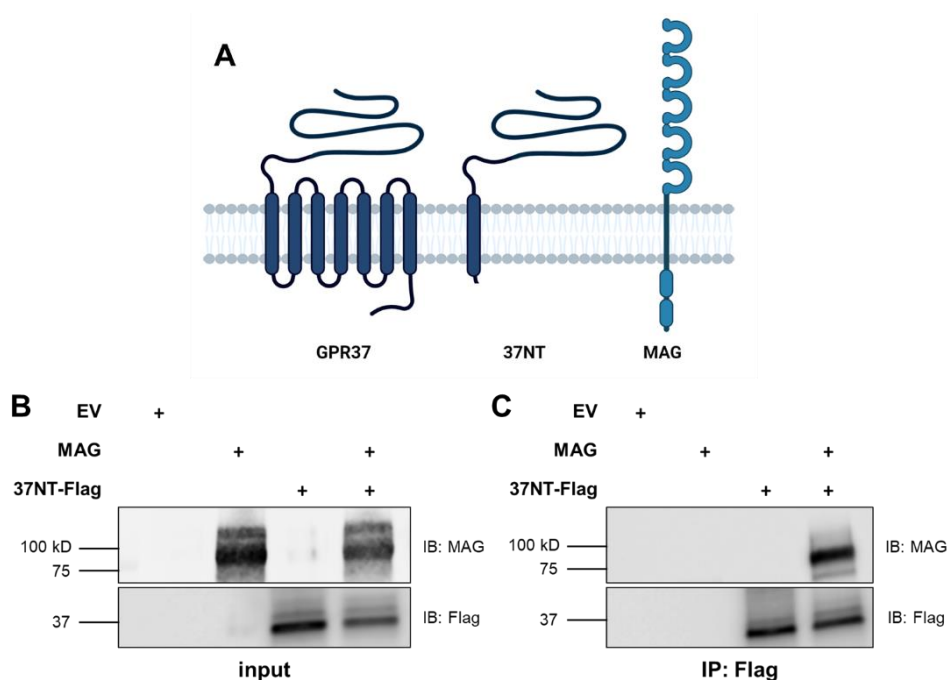 A
GPR37 37NT MAG
B
EV +
MAG + +
37NT-Flag + +
100 kD
75
IB: MAG
37
IB: Flag
input
C
EV +
MAG + +
37NT-Flag + +
100 kD
75
IB: MAG
37
IB: Flag
IP: Flag